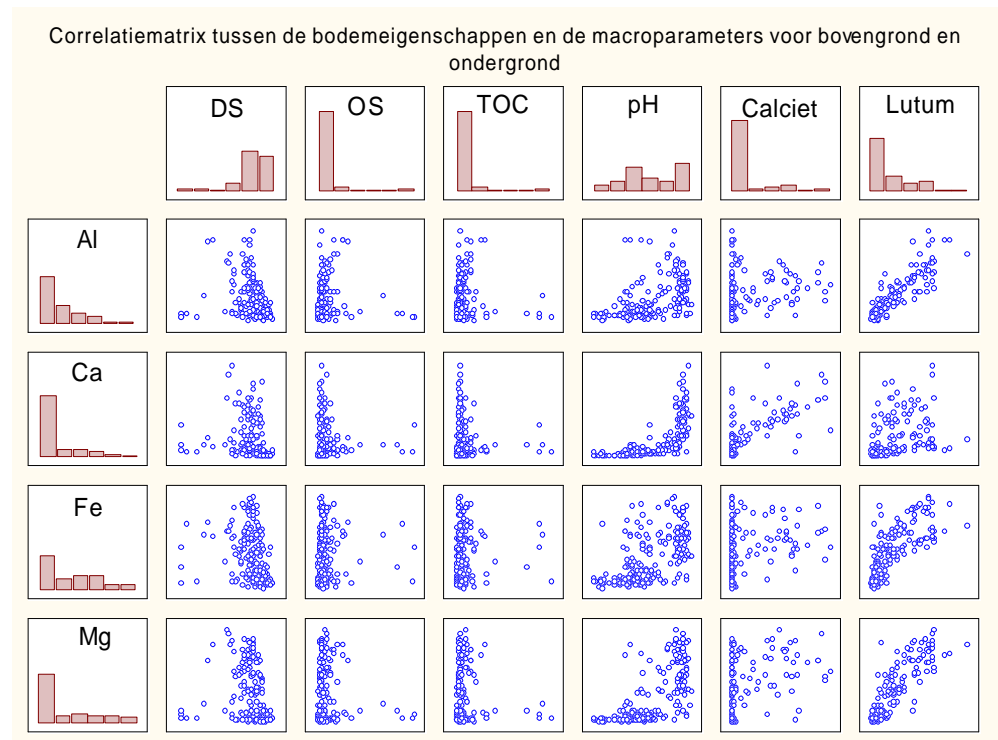 Correlatiematrix tussen de bodemeigenschappen en de macroparameters voor bovengrond en
ondergrond
DS
OS
TOC
pH
Calciet
Lutum
Al
Ca
Fe
Mg